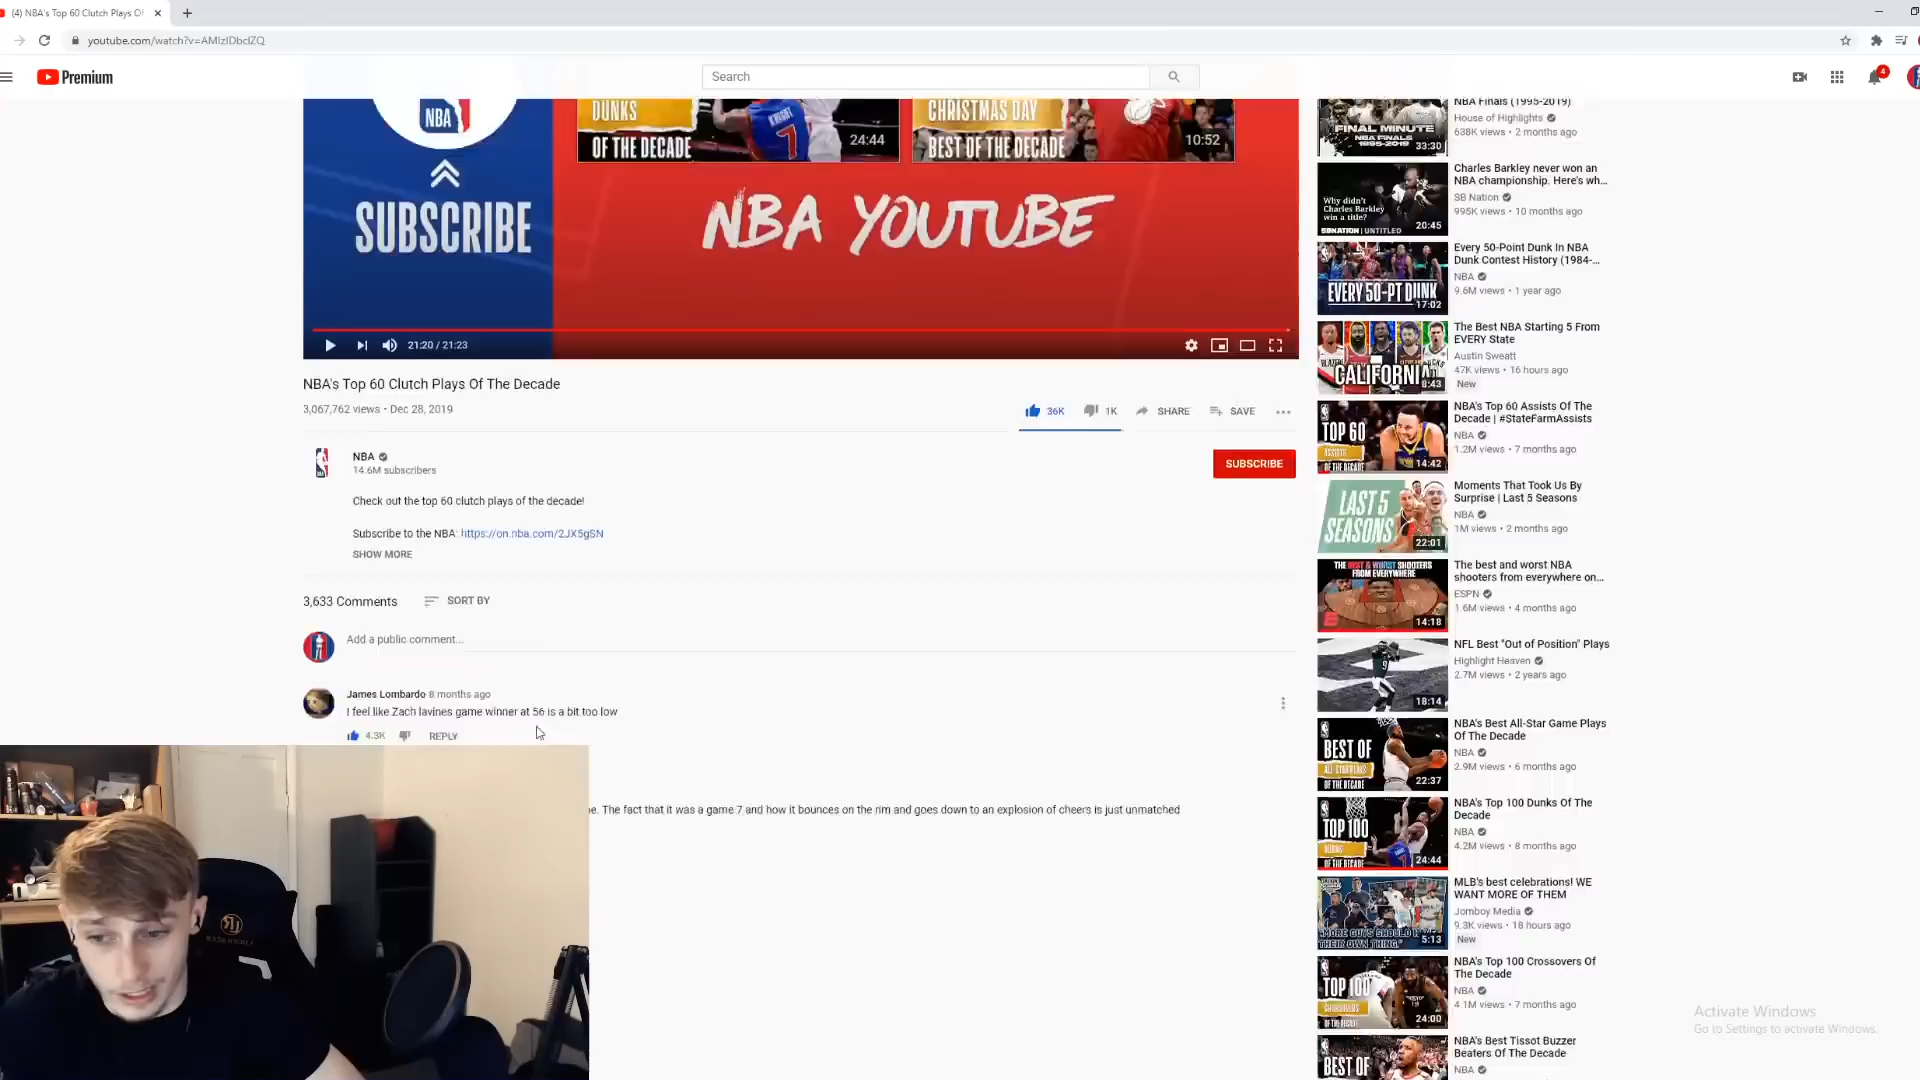 (4) NBA's Top 60 Clutch Plays Of
youtube.com/watch?v=AMIzIDbcIZQ
Premium
Search
4
NBA
SUBSCRIBE
DUNKS
OF THE DECADE
24:44
CHRISTMAS DAY
BEST OF THE DECADE
10:52
NBA YOUTUBE
21:20 / 21:23
NBA's Top 60 Clutch Plays Of The Decade
3,067,762 views • Dec 28, 2019
36K
1K
SHARE
SAVE
NBA
14.6M subscribers
SUBSCRIBE
Check out the top 60 clutch plays of the decade!
Subscribe to the NBA: https://on.nba.com/2JX5gSN
SHOW MORE
3,633 Comments
SORT BY
Add a public comment...
James Lombardo 8 months ago
I feel like Zach lavines game winner at 56 is a bit too low
4.3K
REPLY
The fact that it was a game 7 and how it bounces on the rim and goes down to an explosion of cheers is just unmatched
FINAL MINUTE
NBA FINALS
1995-2019
33:30
NBA Finals (1995-2019)
House of Highlights
638K views • 2 months ago
Why didn't
Charles Barkley
win a title?
SBNATION | UNTITLED
20:45
Charles Barkley never won an
NBA championship. Here's wh...
SB Nation
995K views • 10 months ago
EVERY 50-PT DUNK
17:02
Every 50-Point Dunk In NBA
Dunk Contest History (1984-...
NBA
9.6M views • 1 year ago
CALIFORNIA
8:43
The Best NBA Starting 5 From
EVERY State
Austin Sweatt
47K views • 16 hours ago
New
TOP 60
ASSISTS
OF THE DECADE
14:42
NBA's Top 60 Assists Of The
Decade | #StateFarmAssists
NBA
1.2M views • 7 months ago
LAST 5
SEASONS
22:01
Moments That Took Us By
Surprise | Last 5 Seasons
NBA
1M views • 2 months ago
THE BEST & WORST SHOOTERS
FROM EVERYWHERE
14:18
The best and worst NBA
shooters from everywhere on...
ESPN
1.6M views • 4 months ago
18:14
NFL Best "Out of Position" Plays
Highlight Heaven
2.7M views • 2 years ago
BEST OF
ALL-STAR
OF THE DECADE
22:37
NBA's Best All-Star Game Plays
Of The Decade
NBA
2.9M views • 6 months ago
TOP 100
DUNKS
OF THE DECADE
24:44
NBA's Top 100 Dunks Of The
Decade
NBA
4.2M views • 8 months ago
"MORE GUYS SHOULD
THEIR OWN THING."
5:13
MLB's best celebrations! WE
WANT MORE OF THEM
Jomboy Media
9.3K views • 18 hours ago
New
TOP 100
CROSSOVERS
OF THE DECADE
24:00
NBA's Top 100 Crossovers Of
The Decade
NBA
4.1M views • 7 months ago
BEST OF
NBA's Best Tissot Buzzer
Beaters Of The Decade
NBA
Activate Windows
Go to Settings to activate Windows.